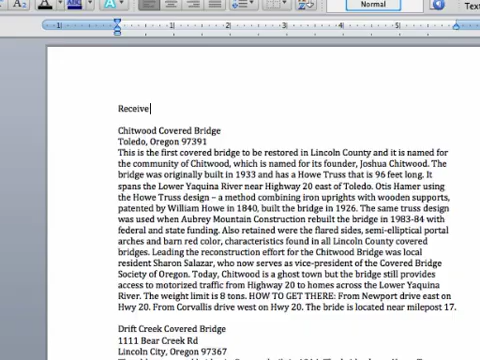 Normal
Text
Receive
Chitwood Covered Bridge
Toledo, Oregon 97391
This is the first covered bridge to be restored in Lincoln County and it is named for
the community of Chitwood, which is named for its founder, Joshua Chitwood. The
bridge was originally built in 1933 and has a Howe Truss that is 96 feet long. It
spans the Lower Yaquina River near Highway 20 east of Toledo. Otis Hamer using
the Howe Truss design – a method combining iron uprights with wooden supports,
patented by William Howe in 1840, built the bridge in 1926. The same truss design
was used when Aubrey Mountain Construction rebuilt the bridge in 1983-84 with
federal and state funding. Also retained were the flared sides, semi-elliptical portal
arches and barn red color, characteristics found in all Lincoln County covered
bridges. Leading the reconstruction effort for the Chitwood Bridge was local
resident Sharon Salazar, who now serves as vice-president of the Covered Bridge
Society of Oregon. Today, Chitwood is a ghost town but the bridge still provides
access to motorized traffic from Highway 20 to homes across the Lower Yaquina
River. The weight limit is 8 tons. HOW TO GET THERE: From Newport drive east on
Hwy 20. From Corvallis drive west on Hwy 20. The bride is located near milepost 17.
Drift Creek Covered Bridge
1111 Bear Creek Rd
Lincoln City, Oregon 97367